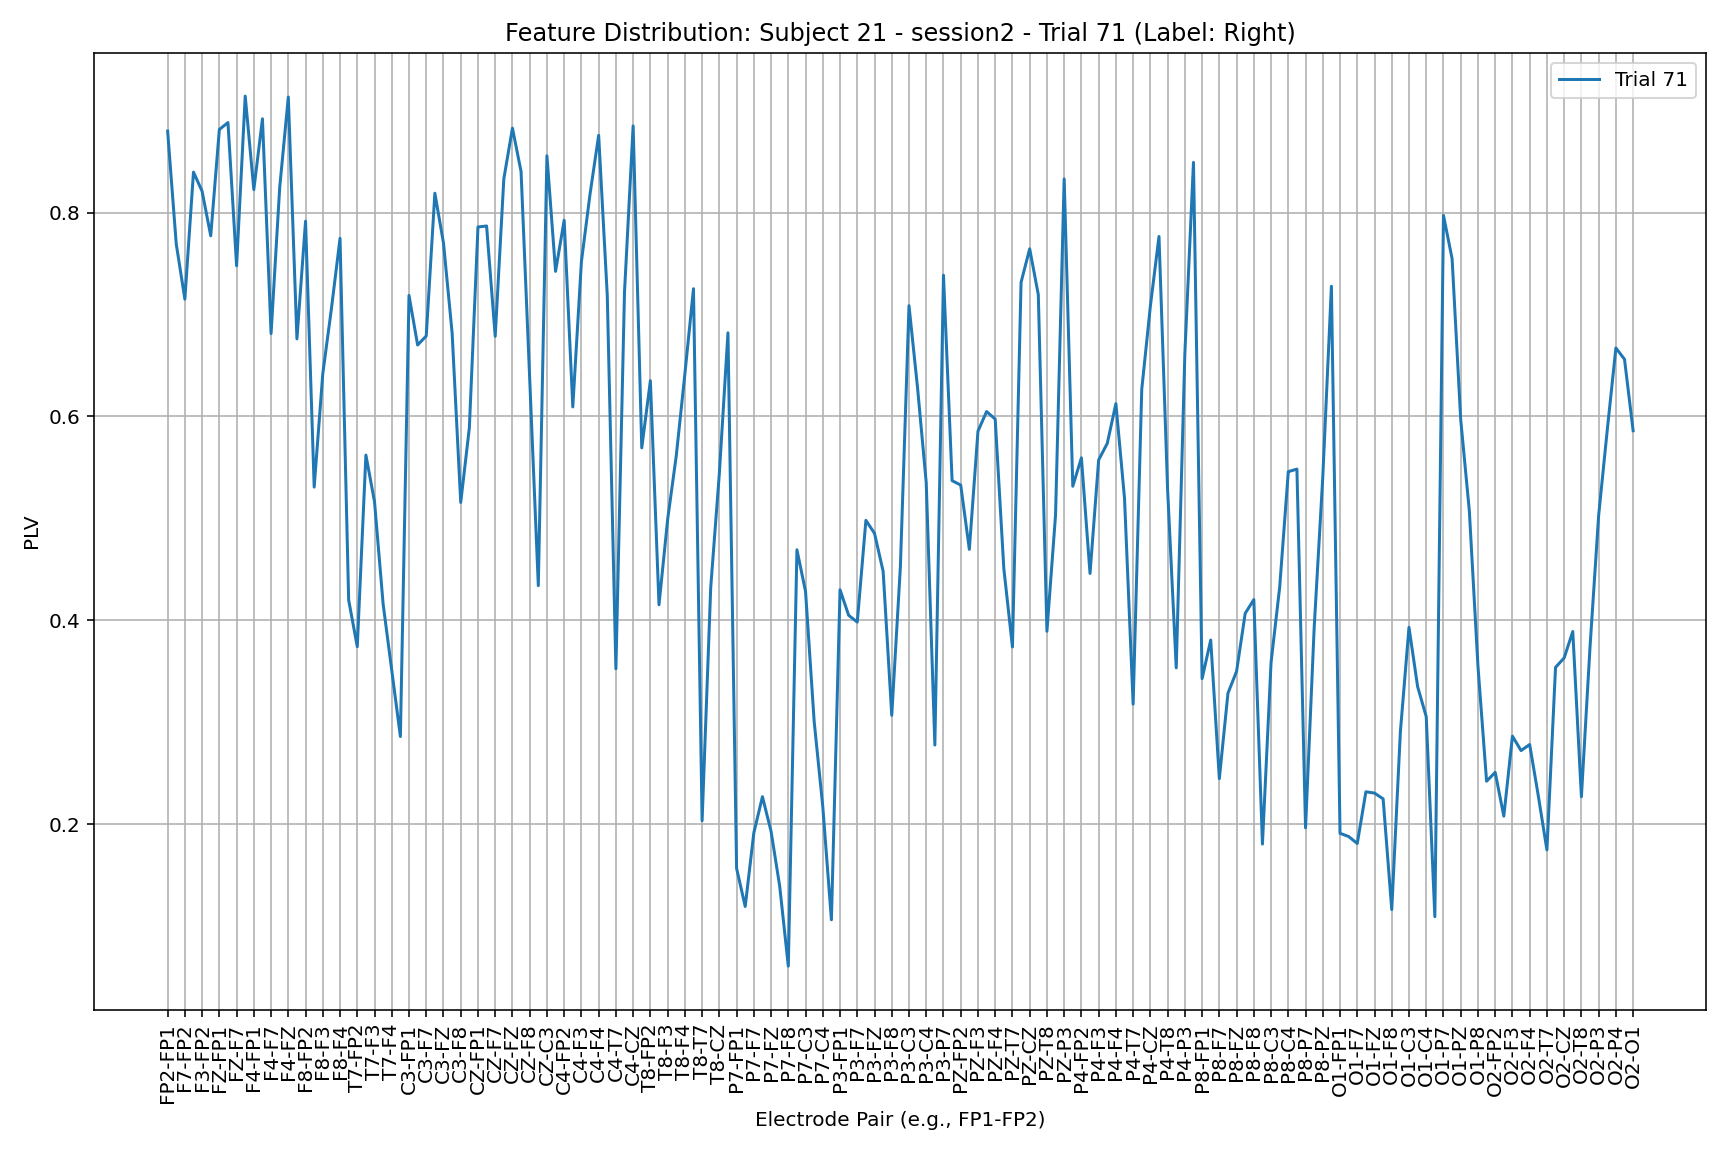 Feature Distribution: Subject 21 - session2 - Trial 71 (Label: Right)
Trial 71
PLV
0.8
0.6
0.4
0.2
FP2-FP1
F7-FP2
F3-FP2
FZ-FP1
FZ-F7
F4-FP1
F4-F7
F4-FZ
F8-FP2
F8-F3
F8-F4
T7-FP2
T7-F3
T7-F4
C3-FP1
C3-F7
C3-FZ
C3-F8
CZ-FP1
CZ-F7
CZ-FZ
CZ-F8
CZ-C3
C4-FP2
C4-F3
C4-F4
C4-T7
C4-CZ
T8-FP2
T8-F3
T8-F4
T8-T7
T8-CZ
P7-FP1
P7-F7
P7-FZ
P7-F8
P7-C3
P7-C4
P3-FP1
P3-F7
P3-FZ
P3-F8
P3-C3
P3-C4
P3-P7
PZ-FP2
PZ-F3
PZ-F4
PZ-T7
PZ-CZ
PZ-T8
PZ-P3
P4-FP2
P4-F3
P4-F4
P4-T7
P4-CZ
P4-T8
P4-P3
P8-FP1
P8-F7
P8-FZ
P8-F8
P8-C3
P8-C4
P8-P7
P8-PZ
O1-FP1
O1-F7
O1-FZ
O1-F8
O1-C3
O1-C4
O1-P7
O1-PZ
O1-P8
O2-FP2
O2-F3
O2-F4
O2-T7
O2-CZ
O2-T8
O2-P3
O2-P4
O2-O1
Electrode Pair (e.g., FP1-FP2)